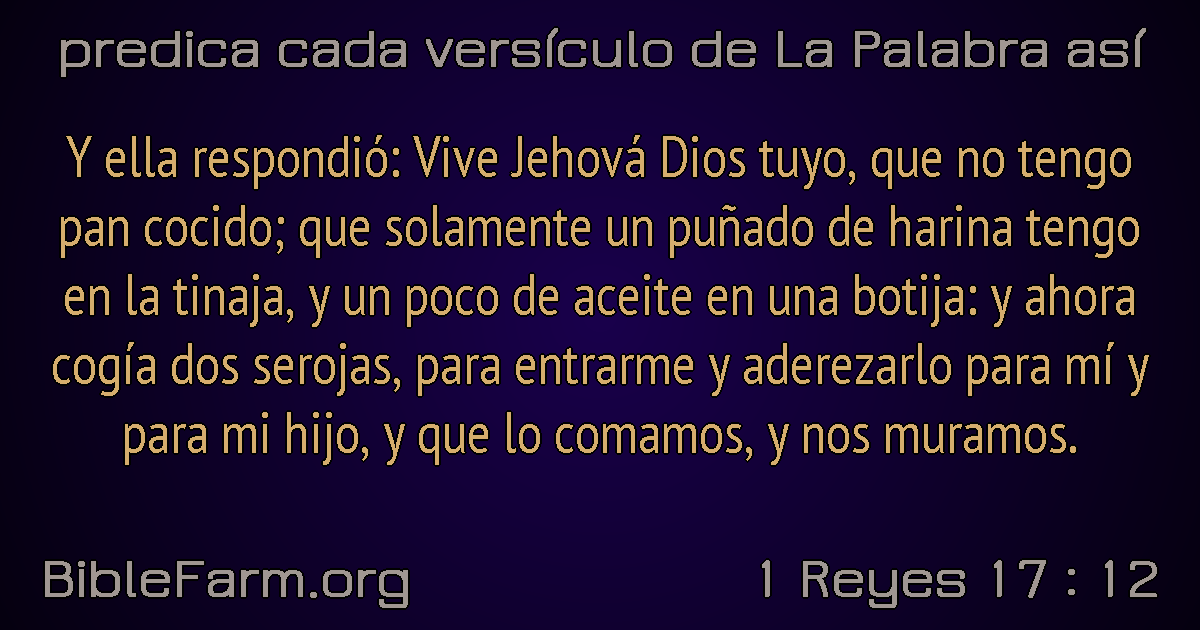 predica cada versículo de La Palabra así
Y ella respondió: Vive Jehová Dios tuyo, que no tengo
pan cocido; que solamente un puñado de harina tengo
en la tinaja, y un poco de aceite en una botija: y ahora
cogía dos serojas, para entrarme y aderezarlo para mí y
para mi hijo, y que lo comamos, y nos muramos.
BibleFarm.org
1 Reyes 17 : 12